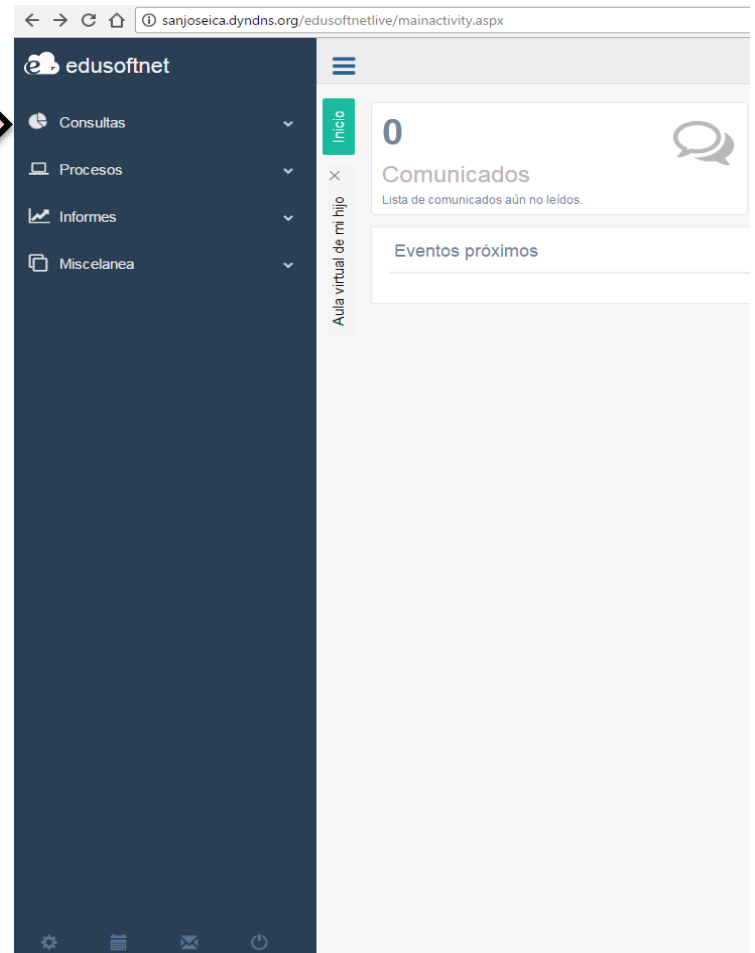 sanjoseica.dyndns.org/edusoftnetlive/mainactivity.aspx
edusoftnet
Consultas
Procesos
Informes
Miscelanea
Inicio
Aula virtual de mi hijo
0
Comunicados
Lista de comunicados aún no leídos.
Eventos próximos